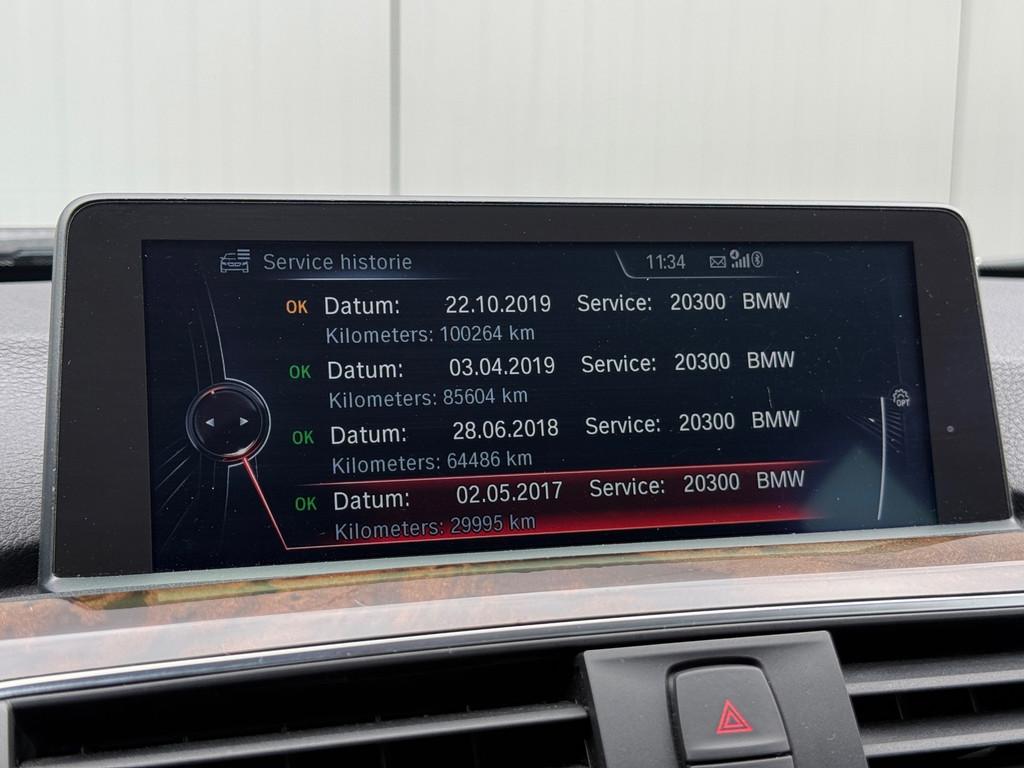 Service historie 11:34
OK Datum: 22.10.2019 Service: 20300 BMW
Kilometers: 100264 km
OK Datum: 03.04.2019 Service: 20300 BMW
Kilometers: 85604 km
OPT
OK Datum: 28.06.2018 Service: 20300 BMW
Kilometers: 64486 km
OK Datum: 02.05.2017 Service: 20300 BMW
Kilometers: 29995 km